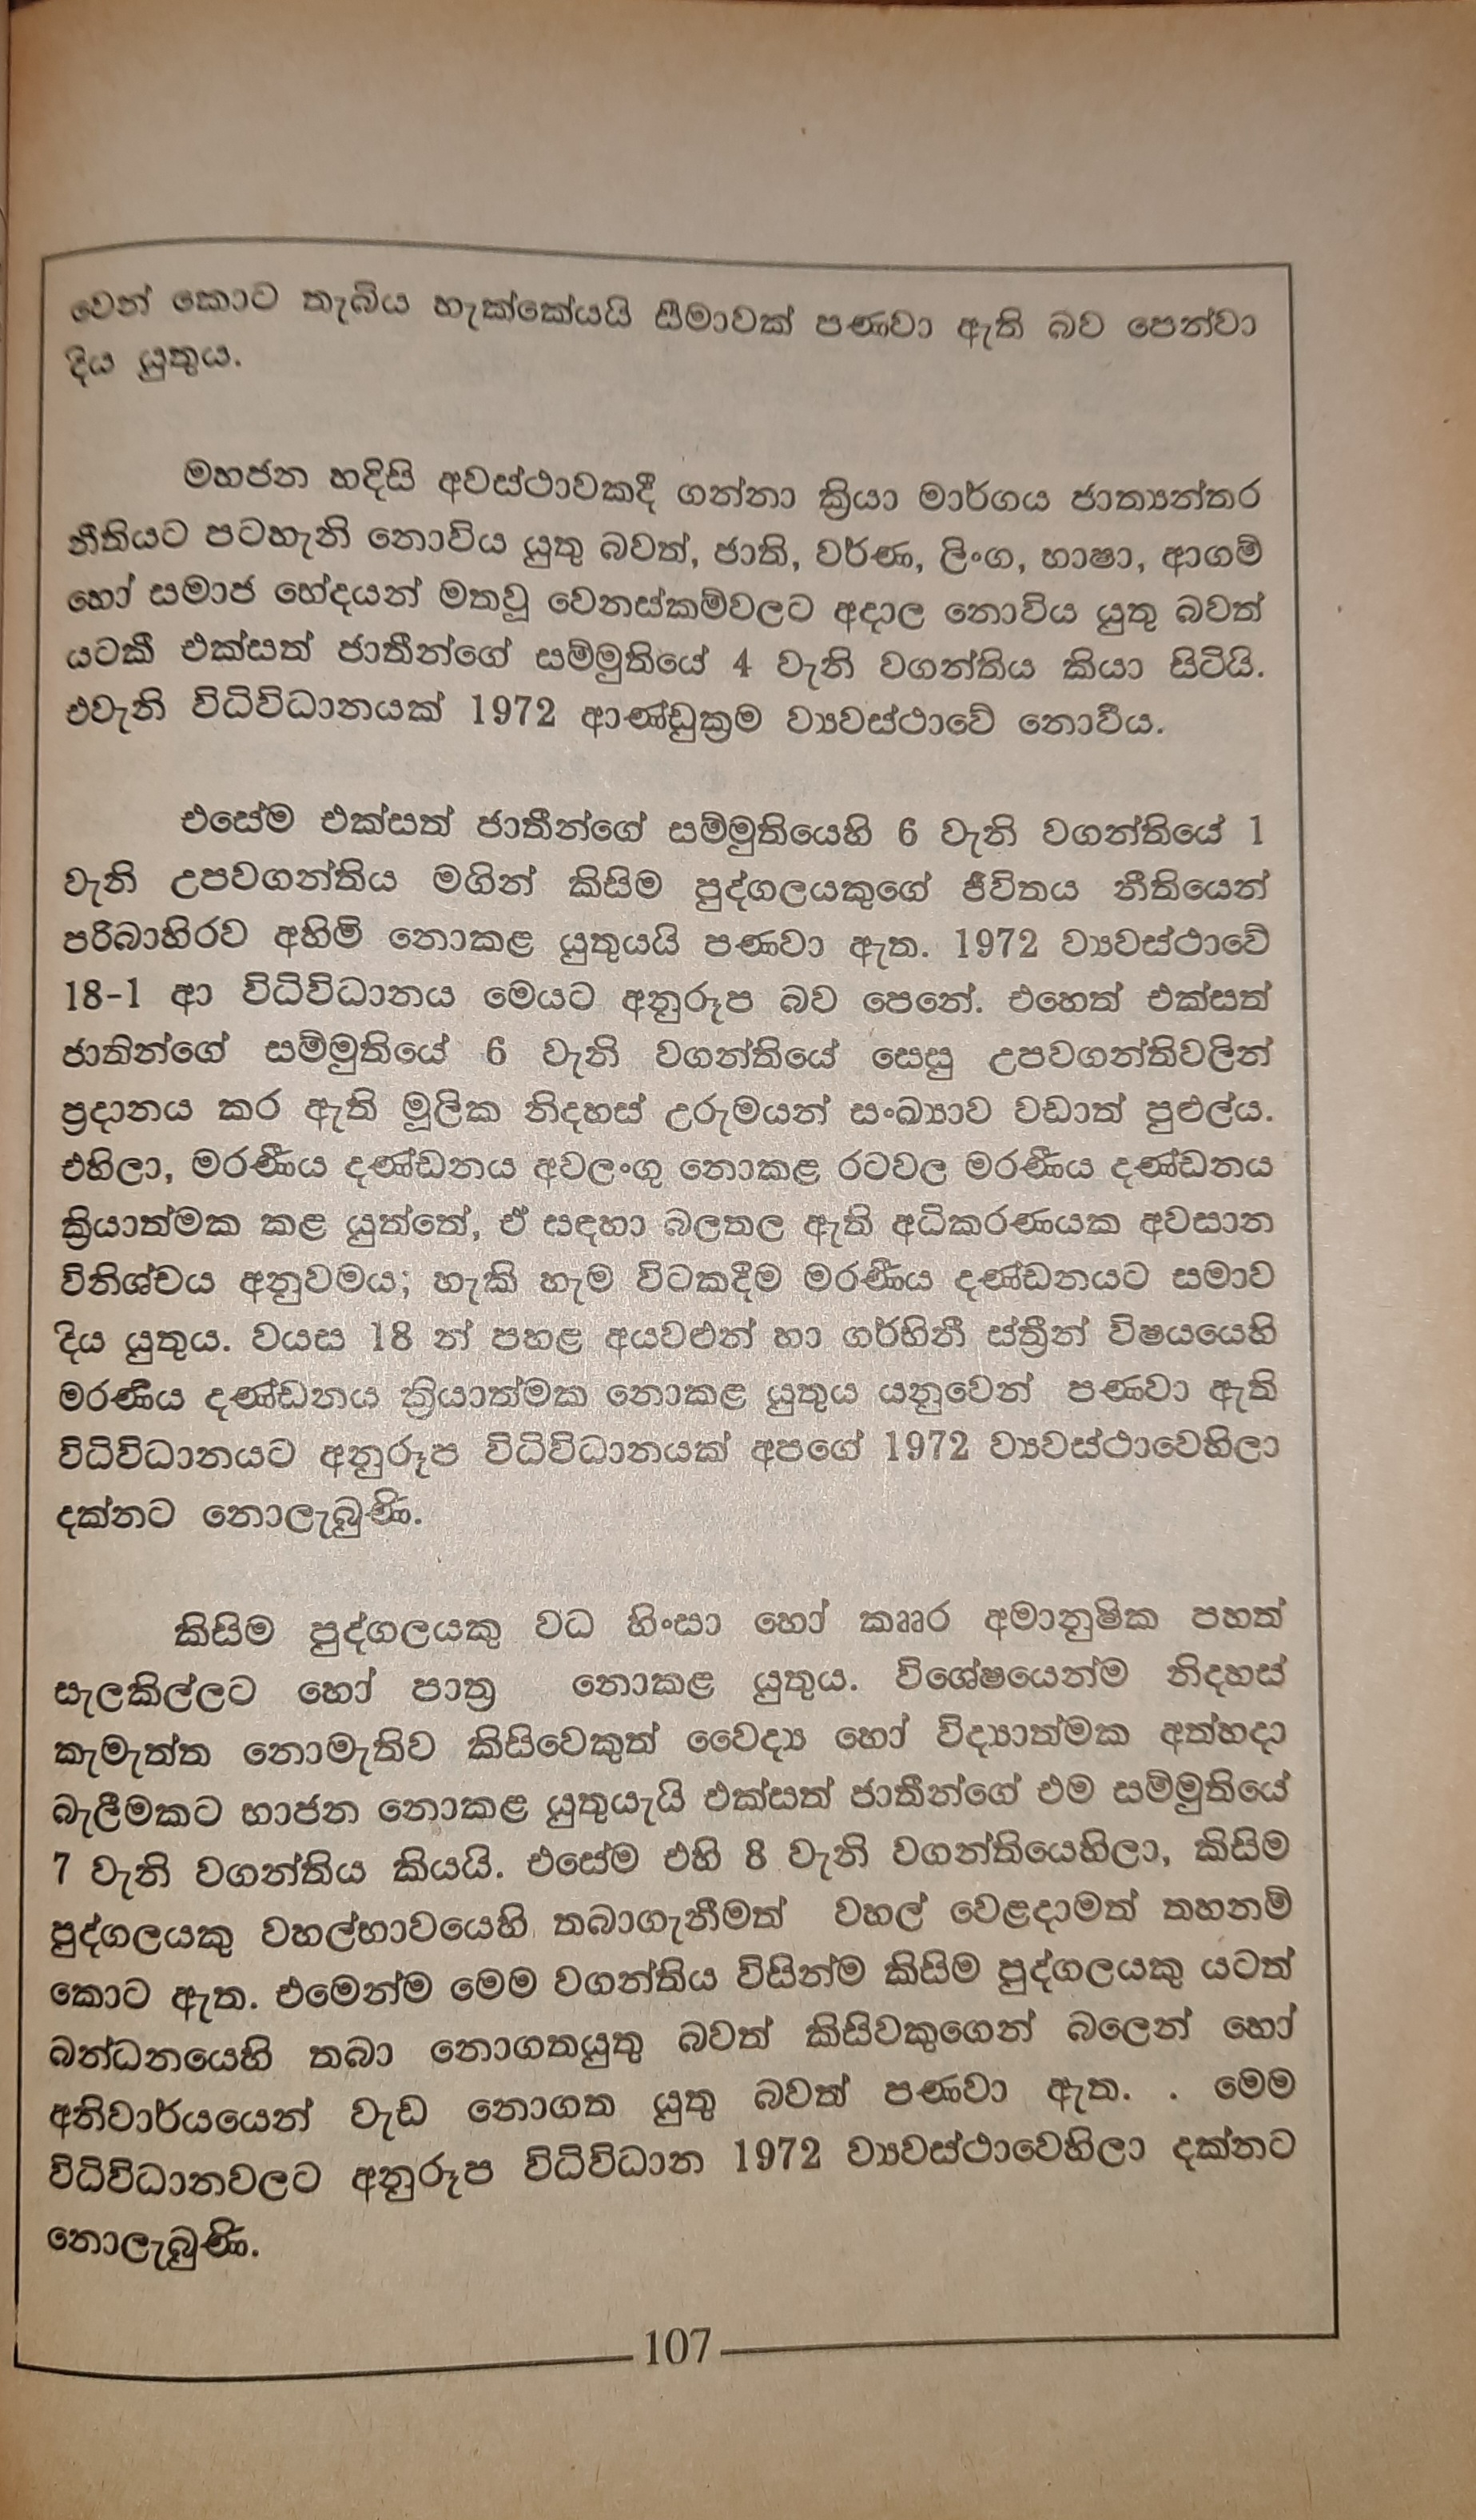 වෙන් කොට තැබිය හැක්කේයයි සීමාවක් පණවා ඇති බව පෙන්වා
දිය යුතුය.
මහජන හදිසි අවස්ථාවකදී ගන්නා ක්‍රියා මාර්ගය ජාත්‍යන්තර
නීතියට පටහැනි නොවිය යුතු බවත්, ජාති, වර්ණ, ලිංග, භාෂා, ආගම්
හෝ සමාජ භේදයන් මතවූ වෙනස්කම්වලට අදාල නොවිය යුතු බවත්
යටකී එක්සත් ජාතීන්ගේ සම්මුතියේ 4 වැනි වගන්තිය කියා සිටියි.
එවැනි විධිවිධානයක් 1972 ආණ්ඩුක්‍රම ව්‍යවස්ථාවේ නොවීය.
එසේම එක්සත් ජාතීන්ගේ සම්මුතියෙහි 6 වැනි වගන්තියේ 1
වැනි උපවගන්තිය මගින් කිසිම පුද්ගලයකුගේ ජීවිතය නීතියෙන්
පරිබාහිරව අහිමි නොකළ යුතුයයි පණවා ඇත. 1972 ව්‍යවස්ථාවේ
18-1 ආ විධිවිධානය මෙයට අනුරූප බව පෙනේ. එහෙත් එක්සත්
ජාතින්ගේ සම්මුතියේ 6 වැනි වගන්තියේ සෙසු උපවගන්තිවලින්
ප්‍රදානය කර ඇති මූලික නිදහස් උරුමයන් සංඛ්‍යාව වඩාත් පුළුල්ය.
එහිලා, මරණීය දණ්ඩනය අවලංගු නොකළ රටවල මරණීය දණ්ඩනය
ක්‍රියාත්මක කළ යුත්තේ, ඒ සඳහා බලතල ඇති අධිකරණයක අවසාන
විනිශ්චය අනුවමය; හැකි හැම විටකදීම මරණීය දණ්ඩනයට සමාව
දිය යුතුය. වයස 18 න් පහළ අයවළුන් හා ගර්භිනී ස්ත්‍රීන් විෂයයෙහි
මරණීය දණ්ඩනය ක්‍රියාත්මක නොකළ යුතුය යනුවෙන් පණවා ඇති
විධිවිධානයට අනුරූප විධිවිධානයක් අපගේ 1972 ව්‍යවස්ථාවෙහිලා
දක්නට නොලැබුණි.
කිසිම පුද්ගලයකු වධ හිංසා හෝ කෲර අමානුෂික පහත්
සැලකිල්ලට හෝ පාත්‍ර නොකළ යුතුය. විශේෂයෙන්ම නිදහස්
කැමැත්ත නොමැතිව කිසිවෙකුත් වෛද්‍ය හෝ විද්‍යාත්මක අත්හදා
බැලීමකට භාජන නොකළ යුතුයැයි එක්සත් ජාතීන්ගේ එම සම්මුතියේ
7 වැනි වගන්තිය කියයි. එසේම එහි 8 වැනි වගන්තියෙහිලා, කිසිම
පුද්ගලයකු වහල්භාවයෙහි තබාගැනීමත් වහල් වෙළදාමත් තහනම්
කොට ඇත. එමෙන්ම මෙම වගන්තිය විසින්ම කිසිම පුද්ගලයකු යටත්
බන්ධනයෙහි තබා නොගතයුතු බවත් කිසිවකුගෙන් බලෙන් හෝ
අනිවාර්යයෙන් වැඩ නොගත යුතු බවත් පණවා ඇත. . මෙම
විධිවිධානවලට අනුරූප විධිවිධාන 1972 ව්‍යවස්ථාවෙහිලා දක්නට
නොලැබුණි.
107